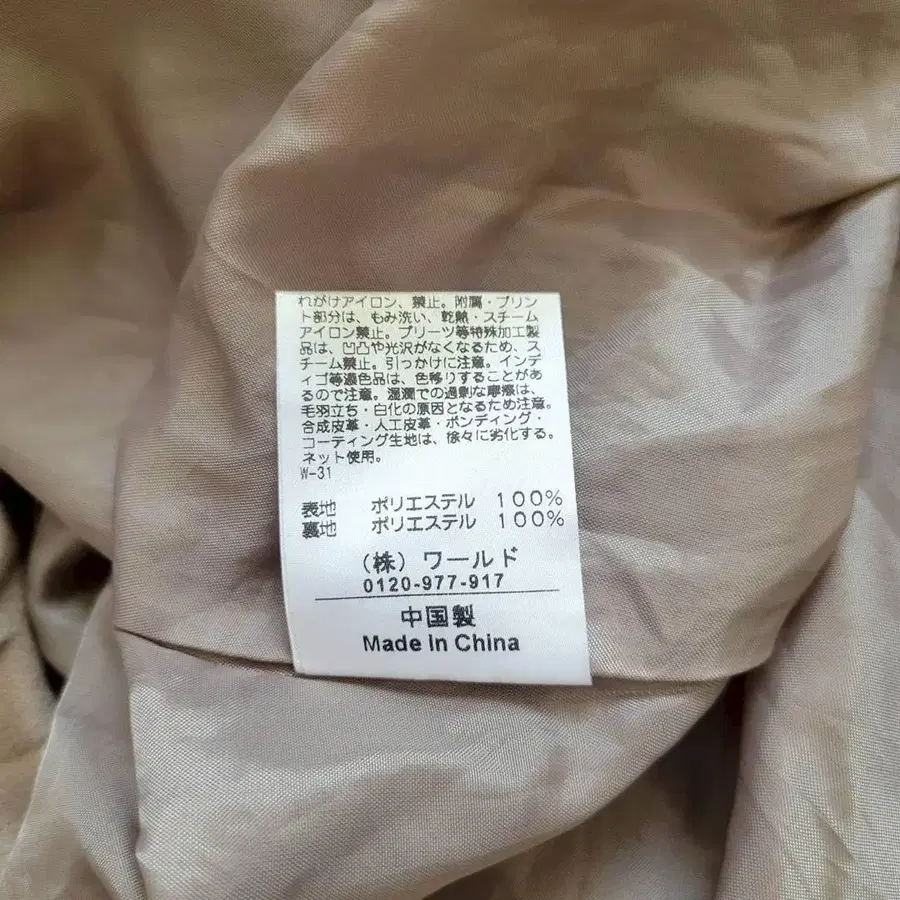 れがけアイロン、禁止。附属・プリン
ト部分は、もみ洗い、乾熱・スチーム
アイロン禁止。プリーツ等特殊加工製
品は、凹凸や光沢がなくなるため、ス
チーム禁止。引っかけに注意。インデ
ィゴ等濃色品は、色移りすることがあ
るので注意。湿潤での過剰な摩擦は、
毛羽立ち・白化の原因となるため注意。
合成皮革・人工皮革・ボンディング・
コーティング生地は、徐々に劣化する。
ネット使用。
W-31
表地 ポリエステル 100%
裏地 ポリエステル 100%
(株) ワールド
0120-977-917
中国製
Made In China